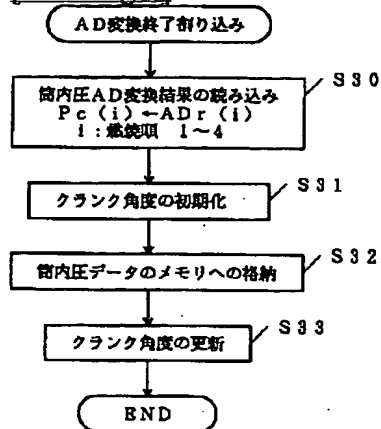 AD変換終了割り込み
S30
筒内圧AD変換結果の読み込み
Pc(i)←ADr(i)
i:燃焼項 1~4
S31
クランク角度の初期化
S32
筒内圧データのメモリへの格納
S33
クランク角度の更新
END